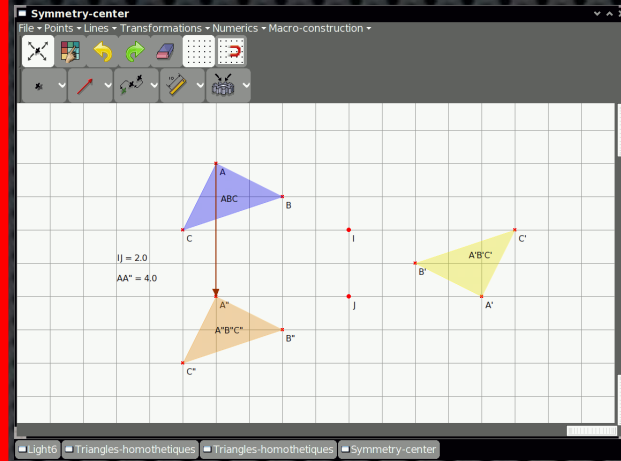 Symmetry-center
File Points Lines Transformations Numerics Macro-construction
A
ABC
B
C
I
C'
A'B'C'
IJ = 2.0
B'
AA" = 4.0
A"
J
A'
A"B"C"
B"
C"
Light6 Triangles-homothetiques Triangles-homothetiques Symmetry-center